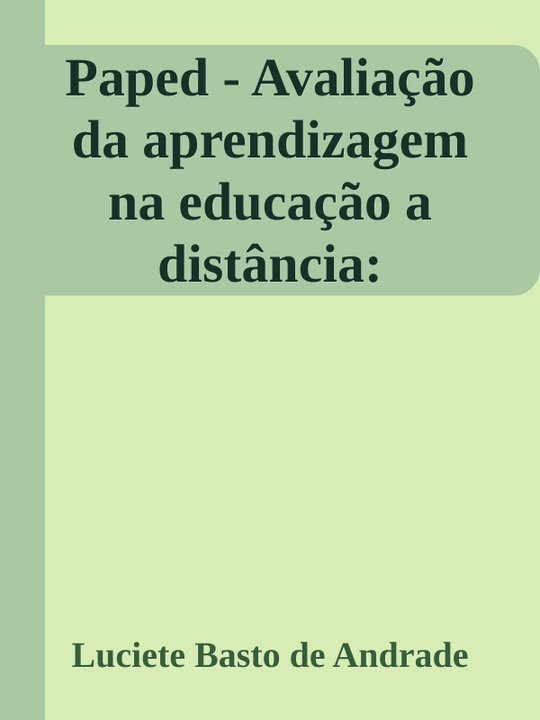 Paped - Avaliação
da aprendizagem
na educação a
distância:
Luciete Basto de Andrade